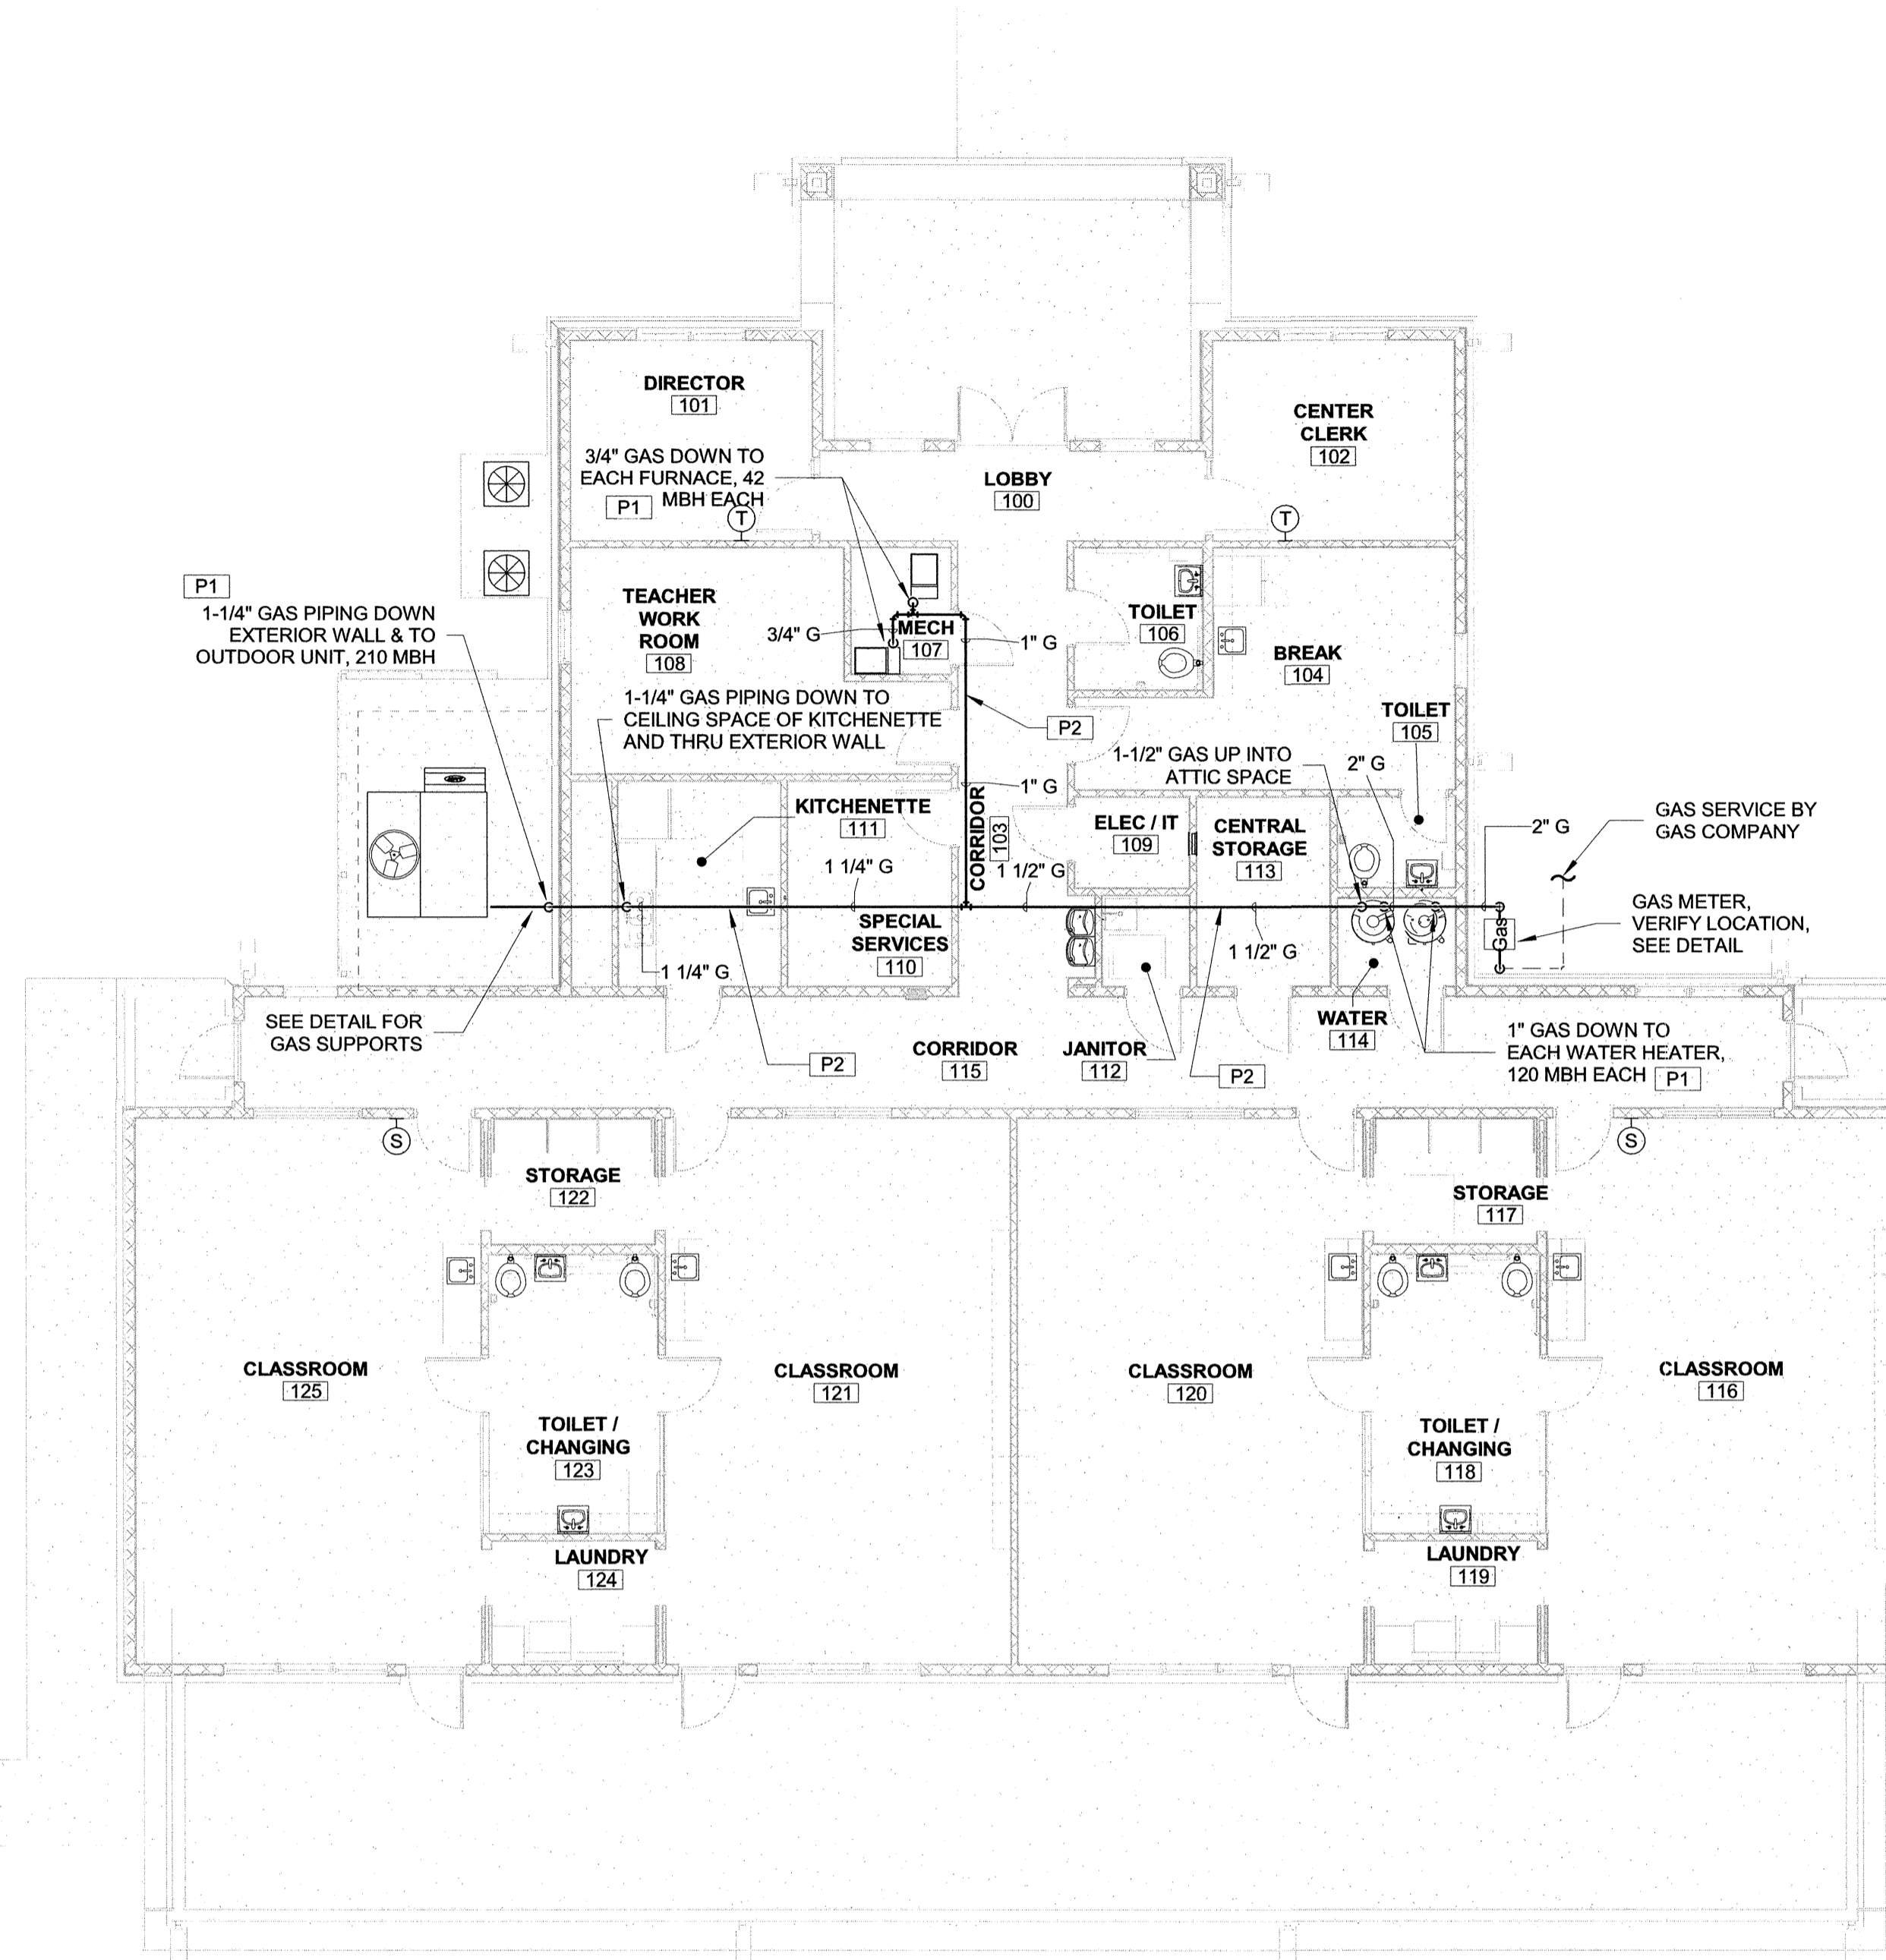 DIRECTOR
101
CENTER
CLERK
102
3/4" GAS DOWN TO
EACH FURNACE, 42
MBH EACH
P1
LOBBY
100
T
T
P1
1-1/4" GAS PIPING DOWN
EXTERIOR WALL & TO
OUTDOOR UNIT, 210 MBH
TEACHER
WORK
ROOM
108
3/4" G
MECH
107
1" G
TOILET
106
BREAK
104
1-1/4" GAS PIPING DOWN TO
CEILING SPACE OF KITCHENETTE
AND THRU EXTERIOR WALL
P2
TOILET
105
1-1/2" GAS UP INTO
ATTIC SPACE
2" G
1" G
KITCHENETTE
111
CORRIDOR
103
ELEC / IT
109
CENTRAL
STORAGE
113
2" G
GAS SERVICE BY
GAS COMPANY
1 1/4" G
1 1/2" G
SPECIAL
SERVICES
110
1 1/4" G
1 1/2" G
Gas
GAS METER,
VERIFY LOCATION,
SEE DETAIL
SEE DETAIL FOR
GAS SUPPORTS
P2
CORRIDOR
115
JANITOR
112
P2
WATER
114
1" GAS DOWN TO
EACH WATER HEATER,
120 MBH EACH
P1
S
S
STORAGE
122
STORAGE
117
CLASSROOM
125
CLASSROOM
121
CLASSROOM
120
CLASSROOM
116
TOILET /
CHANGING
123
TOILET /
CHANGING
118
LAUNDRY
124
LAUNDRY
119